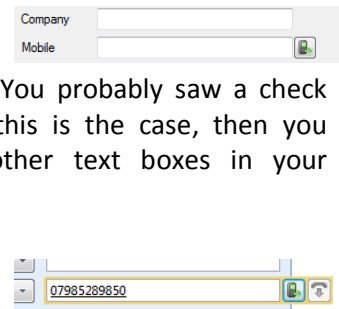 Company
Mobile
You probably saw a check
this is the case, then you
other text boxes in your
07985289850